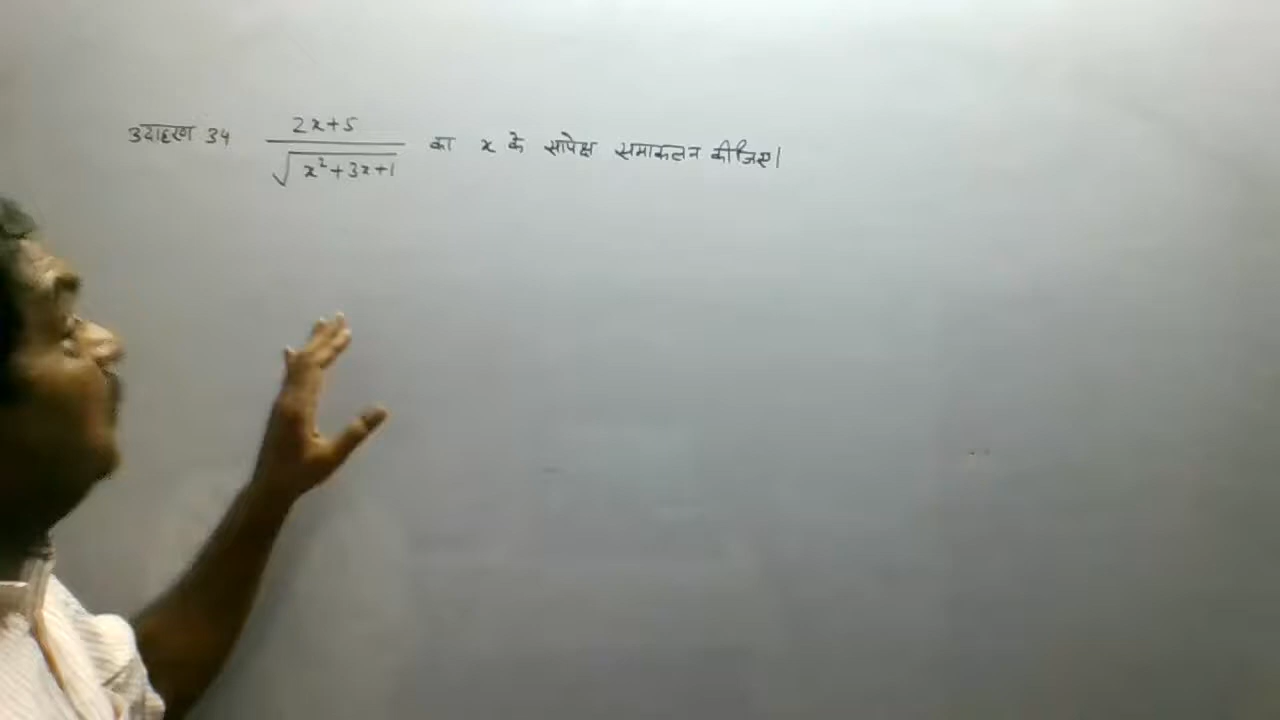 उदाहरण 34 2x+5 / √(x²+3x+1) का x के सापेक्ष समाकलन कीजिए।